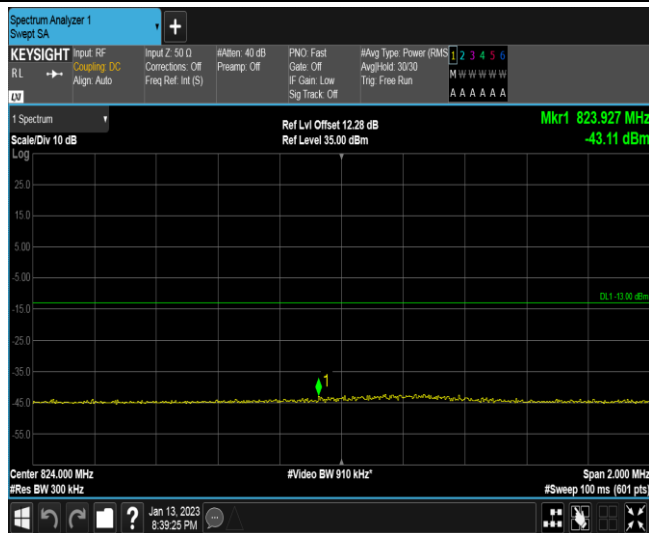 Spectrum Analyzer 1
Swept SA
+
KEYSIGHT
RL
Input: RF
Coupling: DC
Align: Auto
Input Z: 50 Ω
Corrections: Off
Freq Ref: Int (S)
#Atten: 40 dB
Preamp: Off
PNO: Fast
Gate: Off
IF Gain: Low
Sig Track: Off
#Avg Type: Power (RMS
Avg|Hold: 30/30
Trig: Free Run
1 2 3 4 5 6
M W W W W W
A A A A A A
1 Spectrum
Scale/Div 10 dB
Ref Lvl Offset 12.28 dB
Ref Level 35.00 dBm
Mkr1 823.927 MHz
-43.11 dBm
Log
25.0
15.0
5.00
-5.00
DL1 -13.00 dBm
-15.0
-25.0
-35.0
1
-45.0
-55.0
Center 824.000 MHz
#Video BW 910 kHz*
Span 2.000 MHz
#Res BW 300 kHz
#Sweep 100 ms (601 pts)
?
Jan 13, 2023
8:39:25 PM